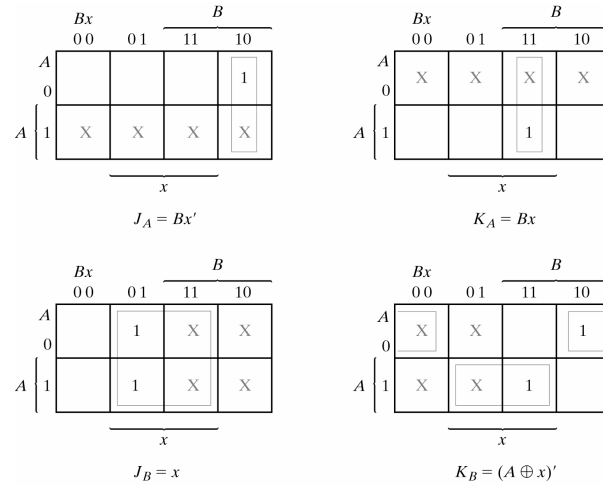 B
Bx
00 01 11 10
A
0
1
A 1 X X X X
x
J_A = Bx′
B
Bx
00 01 11 10
A
0
X X X X
A 1 1
x
K_A = Bx
B
Bx
00 01 11 10
A
0
1 X X
A 1 1 X X
x
J_B = x
B
Bx
00 01 11 10
A
0
X X 1
A 1 X X 1
x
K_B = (A ⊕ x)′